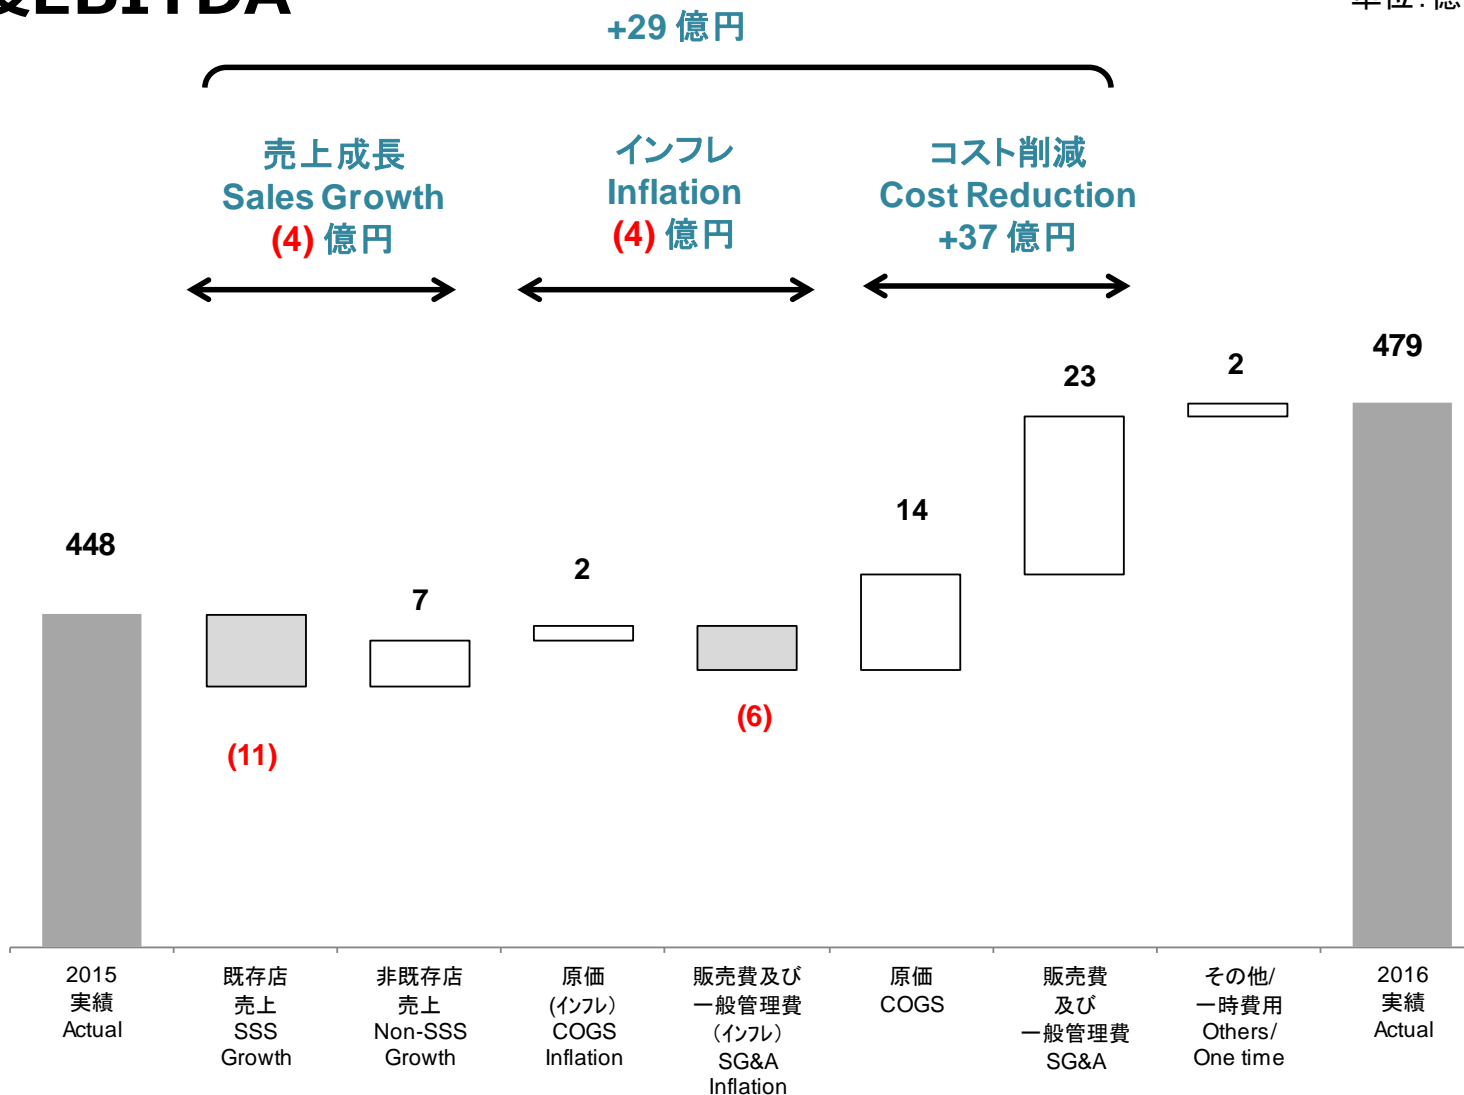 EBITDA
+29 億円
売上成長
Sales Growth
(4) 億円
インフレ
Inflation
(4) 億円
コスト削減
Cost Reduction
+37 億円
448
(11)
7
2
(6)
14
23
2
479
2015
実績
Actual
既存店
売上
SSS
Growth
非既存店
売上
Non-SSS
Growth
原価
(インフレ)
COGS
Inflation
販売費及び
一般管理費
(インフレ)
SG&A
Inflation
原価
COGS
販売費
及び
一般管理費
SG&A
その他/
一時費用
Others/
One time
2016
実績
Actual